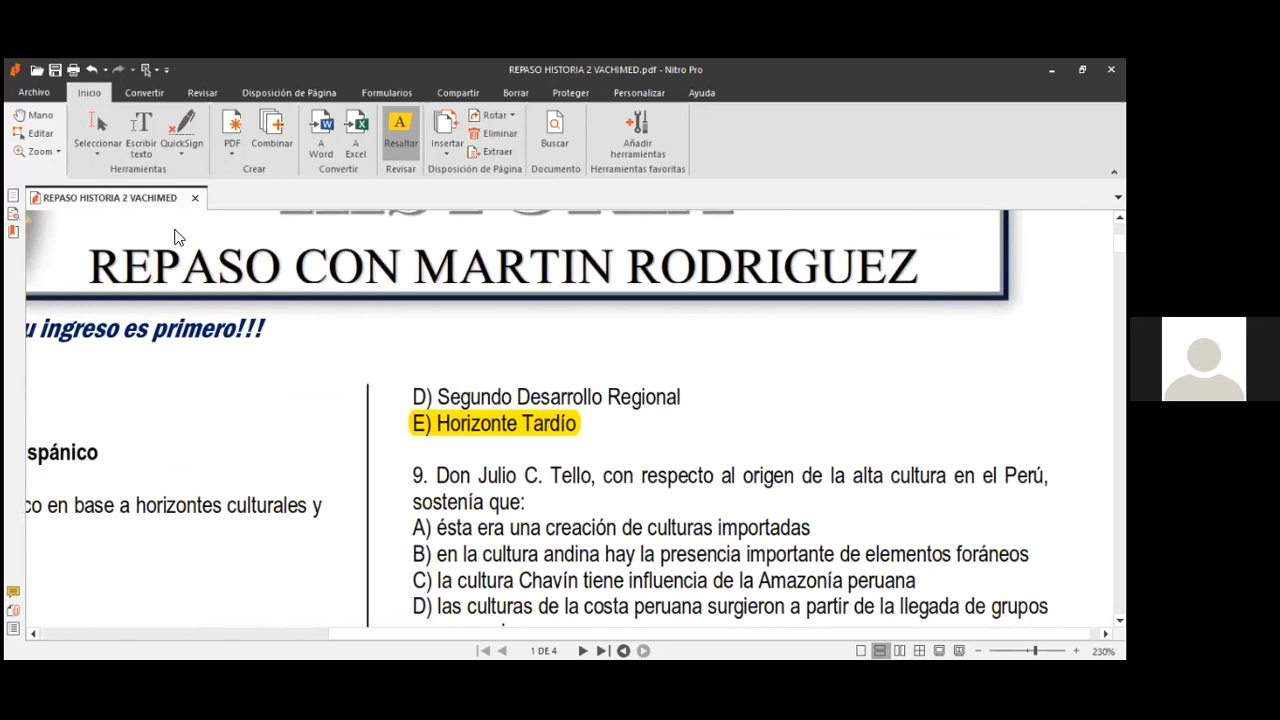 REPASO HISTORIA 2 VACHIMED.pdf - Nitro Pro
Archivo Inicio Convertir Revisar Disposición de Página Formularios Compartir Borrar Proteger Personalizar Ayuda
Mano
Editar
Zoom
Seleccionar
Escribir texto
QuickSign
Herramientas
PDF
Combinar
Crear
A Word
A Excel
Convertir
Resaltar
Revisar
Insertar
Rotar
Eliminar
Extraer
Disposición de Página
Buscar
Documento
Añadir herramientas
Herramientas favoritas
REPASO HISTORIA 2 VACHIMED
REPASO CON MARTIN RODRIGUEZ
u ingreso es primero!!!
spánico
co en base a horizontes culturales y
D) Segundo Desarrollo Regional
E) Horizonte Tardío
9. Don Julio C. Tello, con respecto al origen de la alta cultura en el Perú,
sostenía que:
A) ésta era una creación de culturas importadas
B) en la cultura andina hay la presencia importante de elementos foráneos
C) la cultura Chavín tiene influencia de la Amazonía peruana
D) las culturas de la costa peruana surgieron a partir de la llegada de grupos
1 DE 4
230%